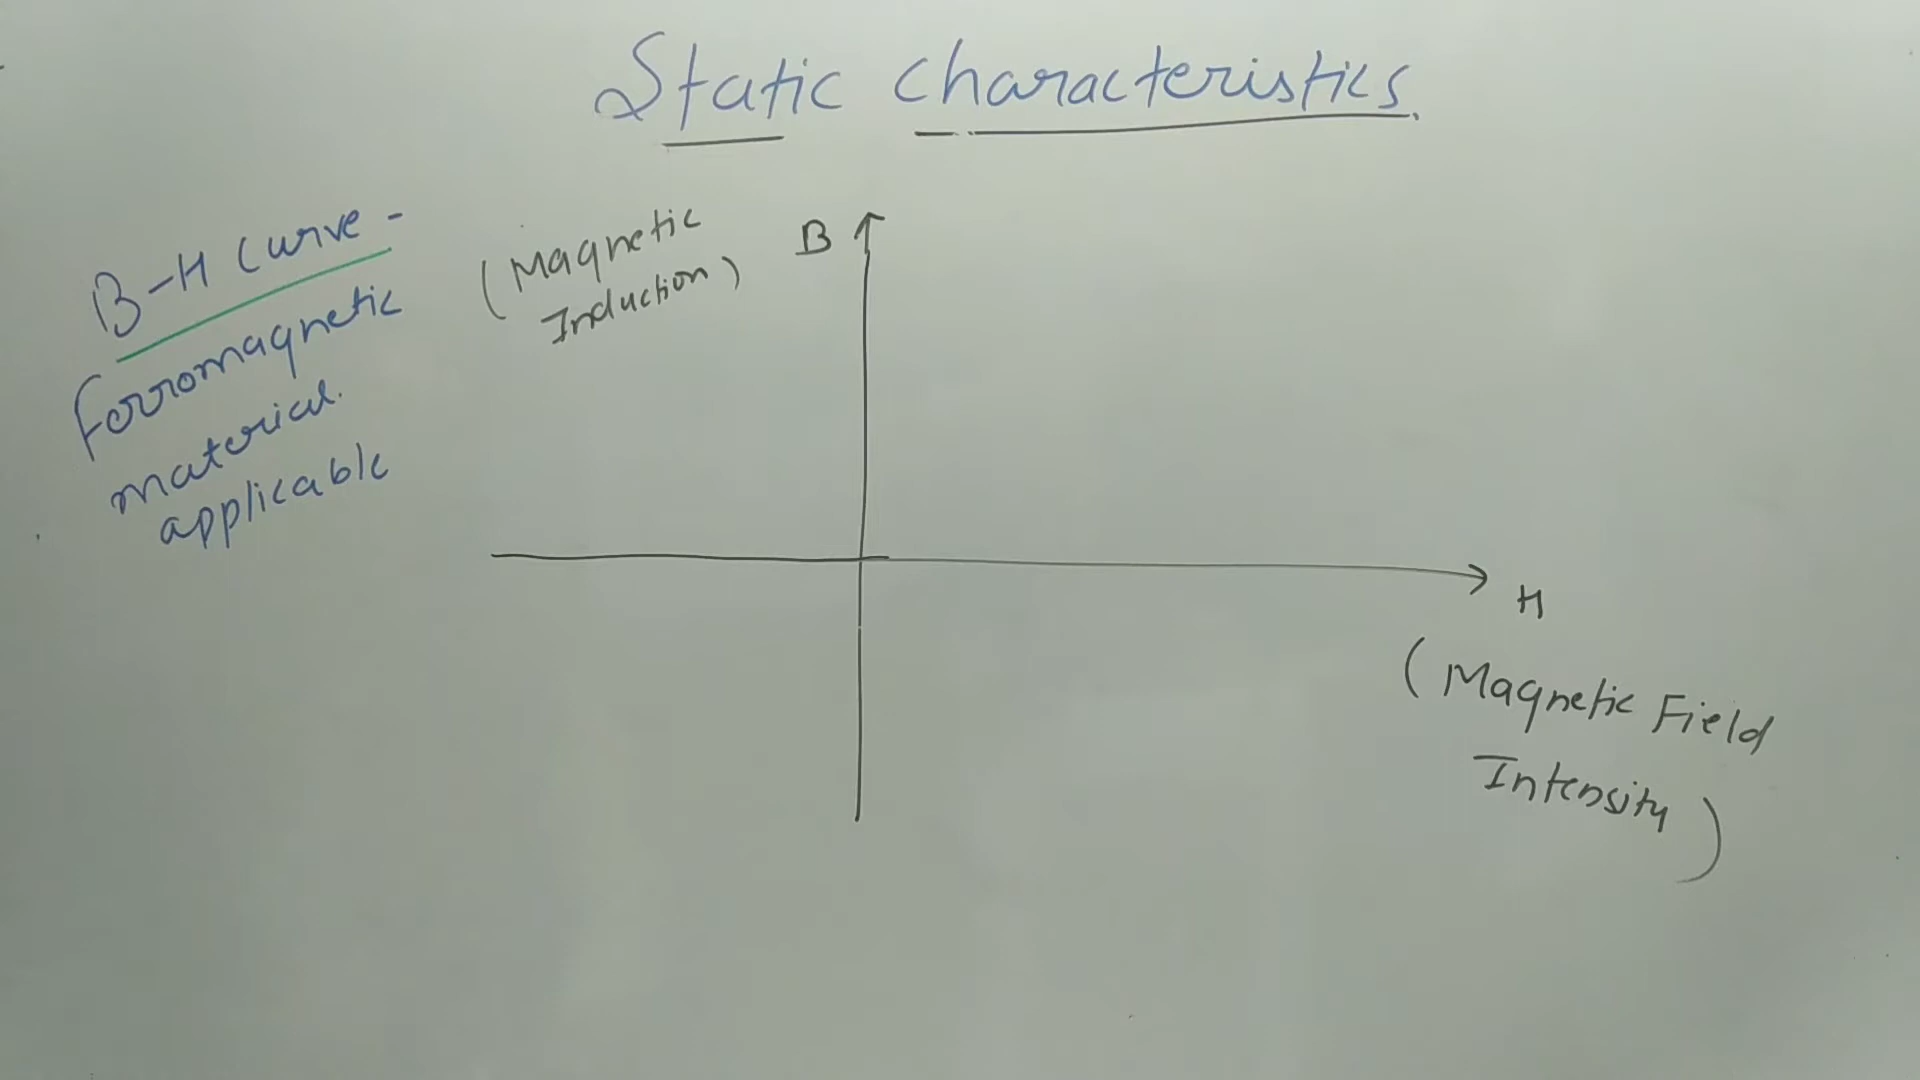 Static characteristics.
B-H Curve -
ferromagnetic
material.
applicable
(Magnetic
Induction)
B
H
(Magnetic Field
Intensity)